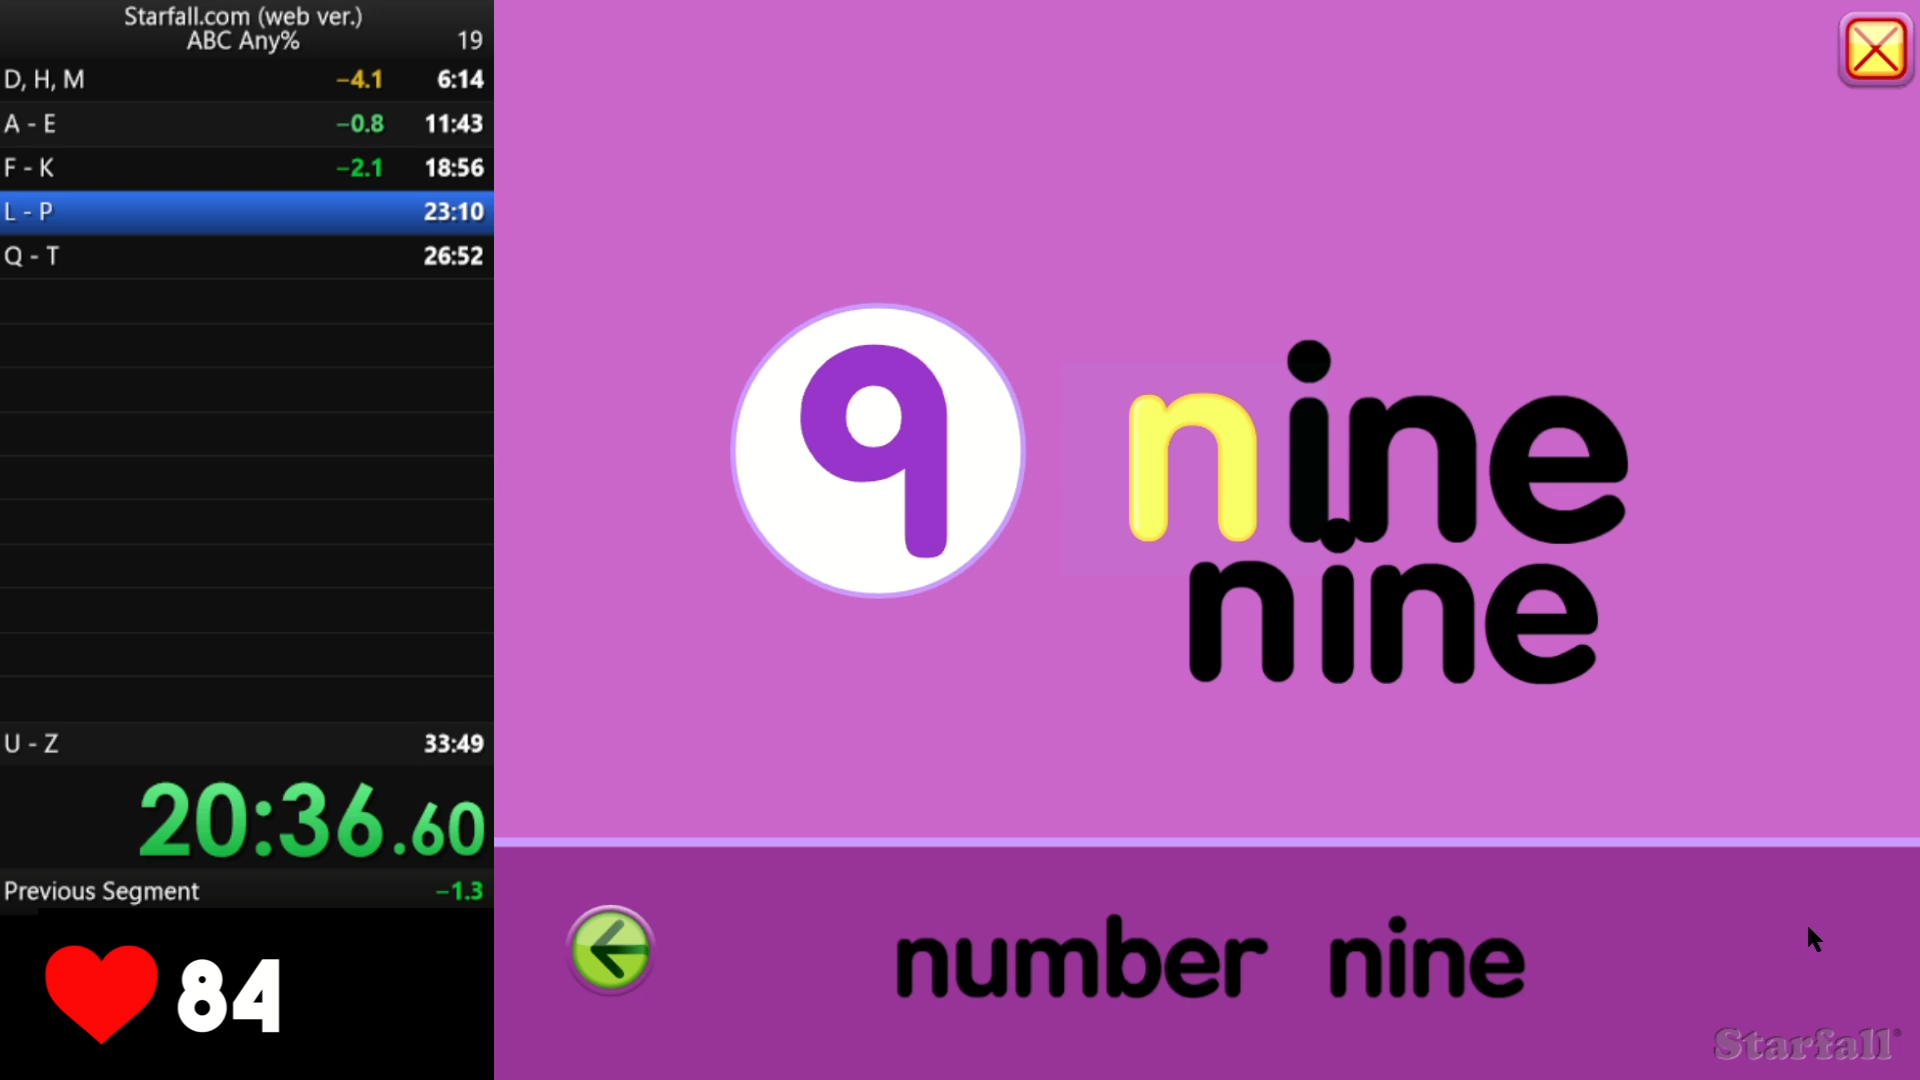 Starfall.com (web ver.)
ABC Any% 19
D, H, M −4.1 6:14
A - E −0.8 11:43
F - K −2.1 18:56
L - P 23:10
Q - T 26:52
U - Z 33:49
20:36.60
Previous Segment −1.3
84
9 nine
nine
number nine
Starfall®